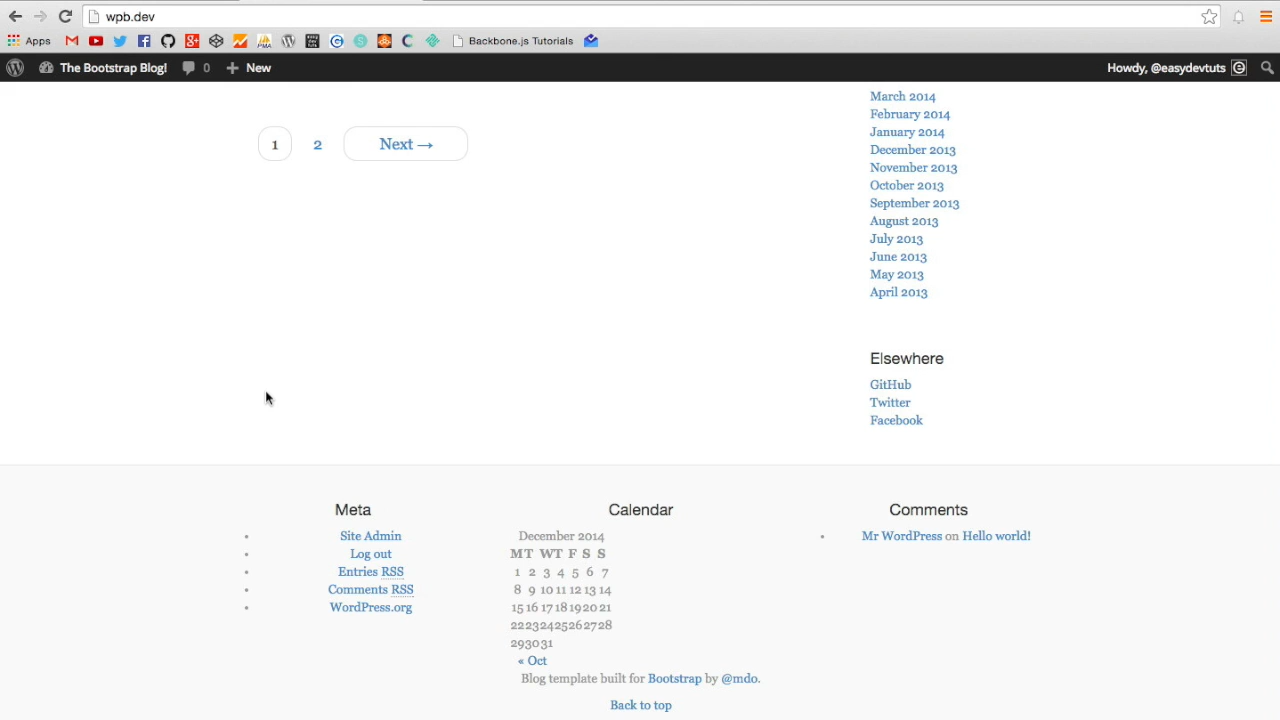 wpb.dev
Apps
Backbone.js Tutorials
The Bootstrap Blog!
0
New
Howdy, @easydevtuts
1 2 Next →
March 2014
February 2014
January 2014
December 2013
November 2013
October 2013
September 2013
August 2013
July 2013
June 2013
May 2013
April 2013
Elsewhere
GitHub
Twitter
Facebook
Meta
Site Admin
Log out
Entries RSS
Comments RSS
WordPress.org
Calendar
December 2014
M T W T F S S
1 2 3 4 5 6 7
8 9 10 11 12 13 14
15 16 17 18 19 20 21
22 23 24 25 26 27 28
29 30 31
« Oct
Comments
Mr WordPress on Hello world!
Blog template built for Bootstrap by @mdo.
Back to top